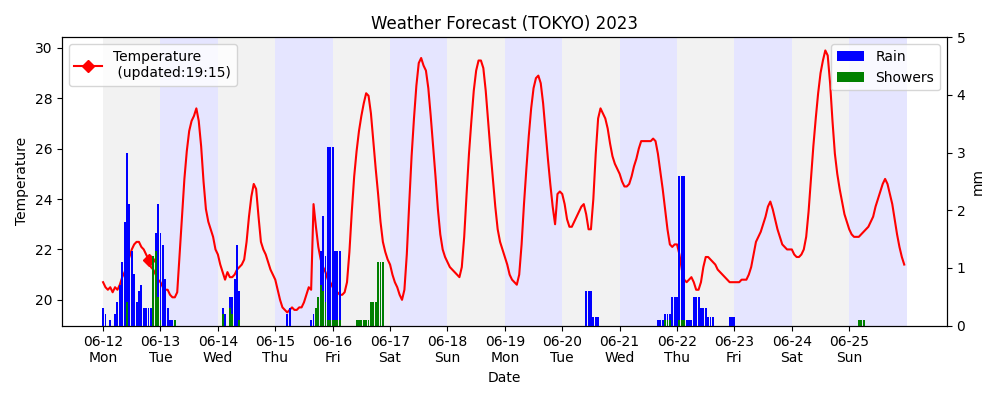 Weather Forecast (TOKYO) 2023
Temperature
(updated:19:15)
Rain
Showers
30
28
26
24
22
20
Temperature
5
4
3
2
1
0
mm
06-12 06-13 06-14 06-15 06-16 06-17 06-18 06-19 06-20 06-21 06-22 06-23 06-24 06-25
Mon Tue Wed Thu Fri Sat Sun Mon Tue Wed Thu Fri Sat Sun
Date